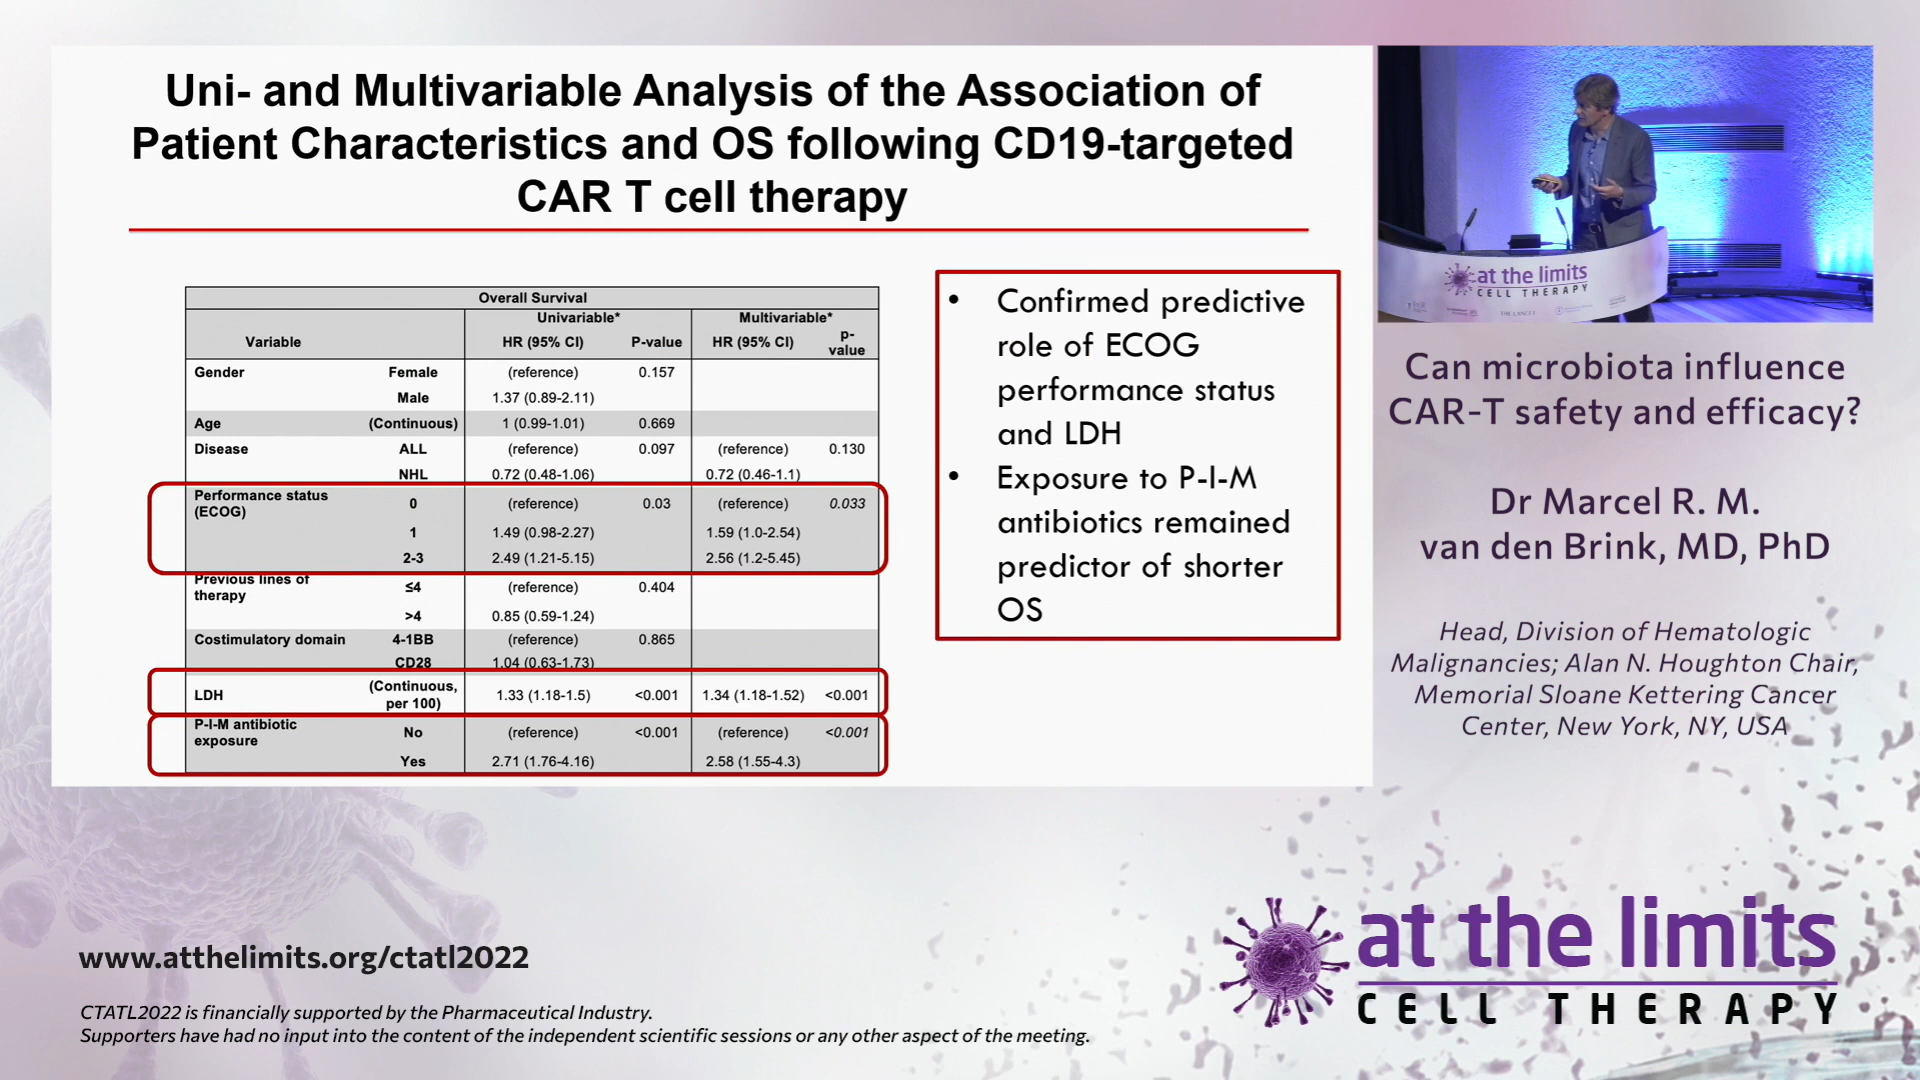 Uni- and Multivariable Analysis of the Association of
Patient Characteristics and OS following CD19-targeted
CAR T cell therapy
Overall Survival
Univariable* Multivariable*
Variable HR (95% CI) P-value HR (95% CI) p-value
Gender Female (reference) 0.157
Male 1.37 (0.89-2.11)
Age (Continuous) 1 (0.99-1.01) 0.669
Disease ALL (reference) 0.097 (reference) 0.130
NHL 0.72 (0.48-1.06) 0.72 (0.46-1.1)
Performance status
(ECOG) 0 (reference) 0.03 (reference) 0.033
1 1.49 (0.98-2.27) 1.59 (1.0-2.54)
2-3 2.49 (1.21-5.15) 2.56 (1.2-5.45)
Previous lines of
therapy ≤4 (reference) 0.404
>4 0.85 (0.59-1.24)
Costimulatory domain 4-1BB (reference) 0.865
CD28 1.04 (0.63-1.73)
LDH (Continuous, per 100) 1.33 (1.18-1.5) <0.001 1.34 (1.18-1.52) <0.001
P-I-M antibiotic
exposure No (reference) <0.001 (reference) <0.001
Yes 2.71 (1.76-4.16) 2.58 (1.55-4.3)
• Confirmed predictive
role of ECOG
performance status
and LDH
• Exposure to P-I-M
antibiotics remained
predictor of shorter
OS
at the limits
CELL THERAPY
Can microbiota influence
CAR-T safety and efficacy?
Dr Marcel R. M.
van den Brink, MD, PhD
Head, Division of Hematologic
Malignancies; Alan N. Houghton Chair,
Memorial Sloane Kettering Cancer
Center, New York, NY, USA
www.atthelimits.org/ctatl2022
CTATL2022 is financially supported by the Pharmaceutical Industry.
Supporters have had no input into the content of the independent scientific sessions or any other aspect of the meeting.
at the limits
CELL THERAPY